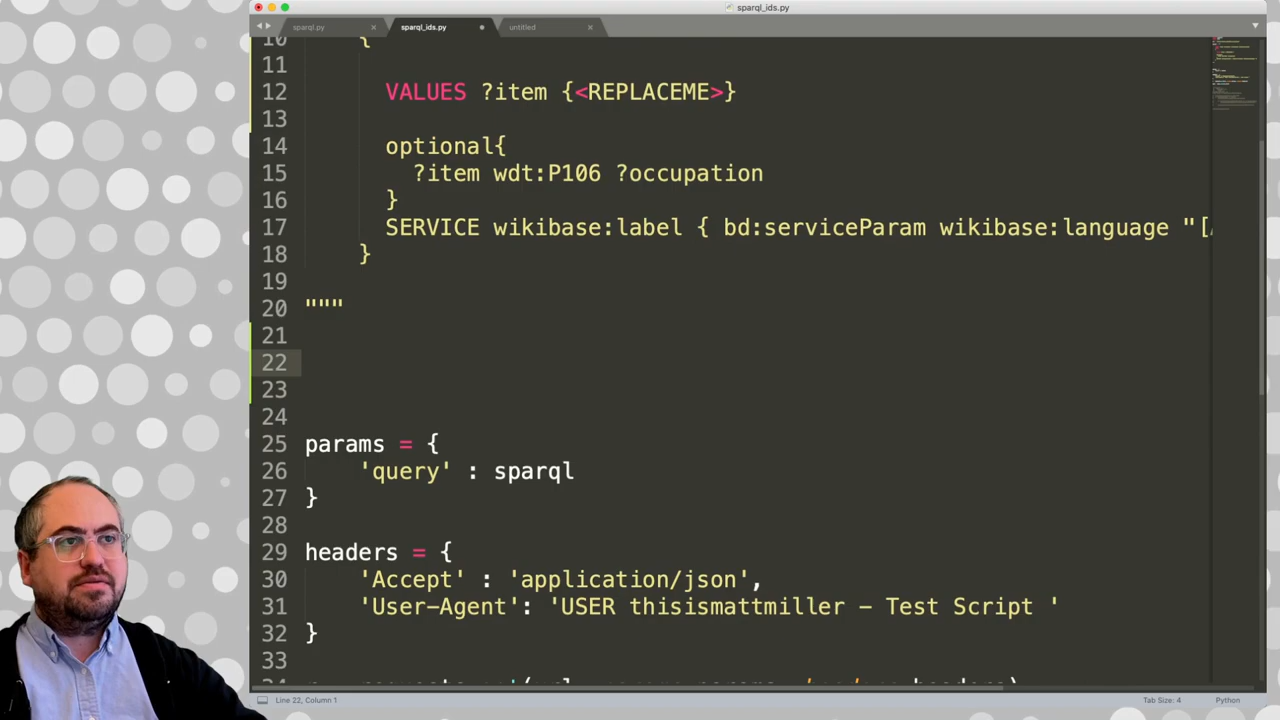 sparql_ids.py
sparql.py
sparql_ids.py
untitled
10 {
11
12 VALUES ?item {<REPLACEME>}
13
14 optional{
15 ?item wdt:P106 ?occupation
16 }
17 SERVICE wikibase:label { bd:serviceParam wikibase:language "[
18 }
19
20 """
21
22
23
24
25 params = {
26 'query' : sparql
27 }
28
29 headers = {
30 'Accept' : 'application/json',
31 'User-Agent': 'USER thisismattmiller – Test Script '
32 }
33
Line 22, Column 1
Tab Size: 4
Python